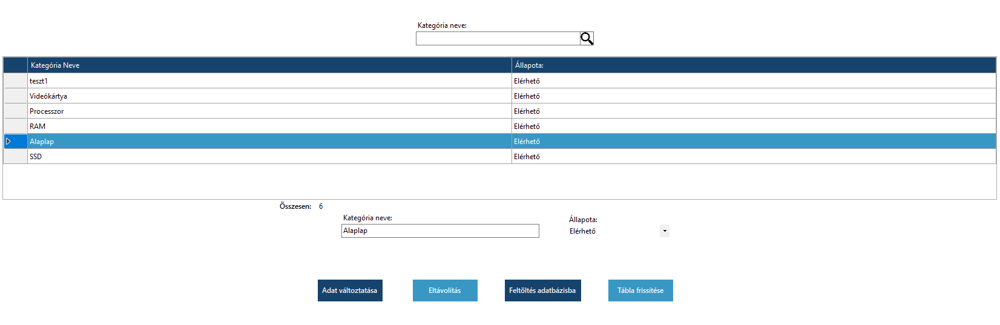 Kategória neve:
Kategória Neve Állapota:
teszt1 Elérhető
Videókártya Elérhető
Processzor Elérhető
RAM Elérhető
Alaplap Elérhető
SSD Elérhető
Összesen: 6
Kategória neve: Állapota:
Alaplap Elérhető
Adat változtatása Eltávolítás Feltöltés adatbázisba Tábla frissítése